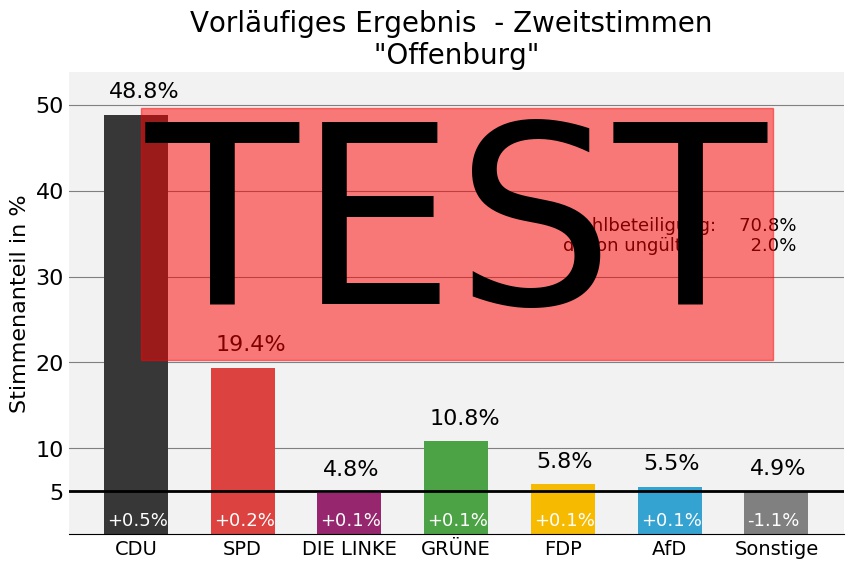 Vorläufiges Ergebnis - Zweitstimmen
"Offenburg"
Stimmenanteil in %
50
40
30
20
10
5
48.8%
19.4%
4.8%
10.8%
5.8%
5.5%
4.9%
TEST
70.8%
2.0%
+0.5%
+0.2%
+0.1%
+0.1%
+0.1%
+0.1%
-1.1%
CDU
SPD
DIE LINKE
GRÜNE
FDP
AfD
Sonstige